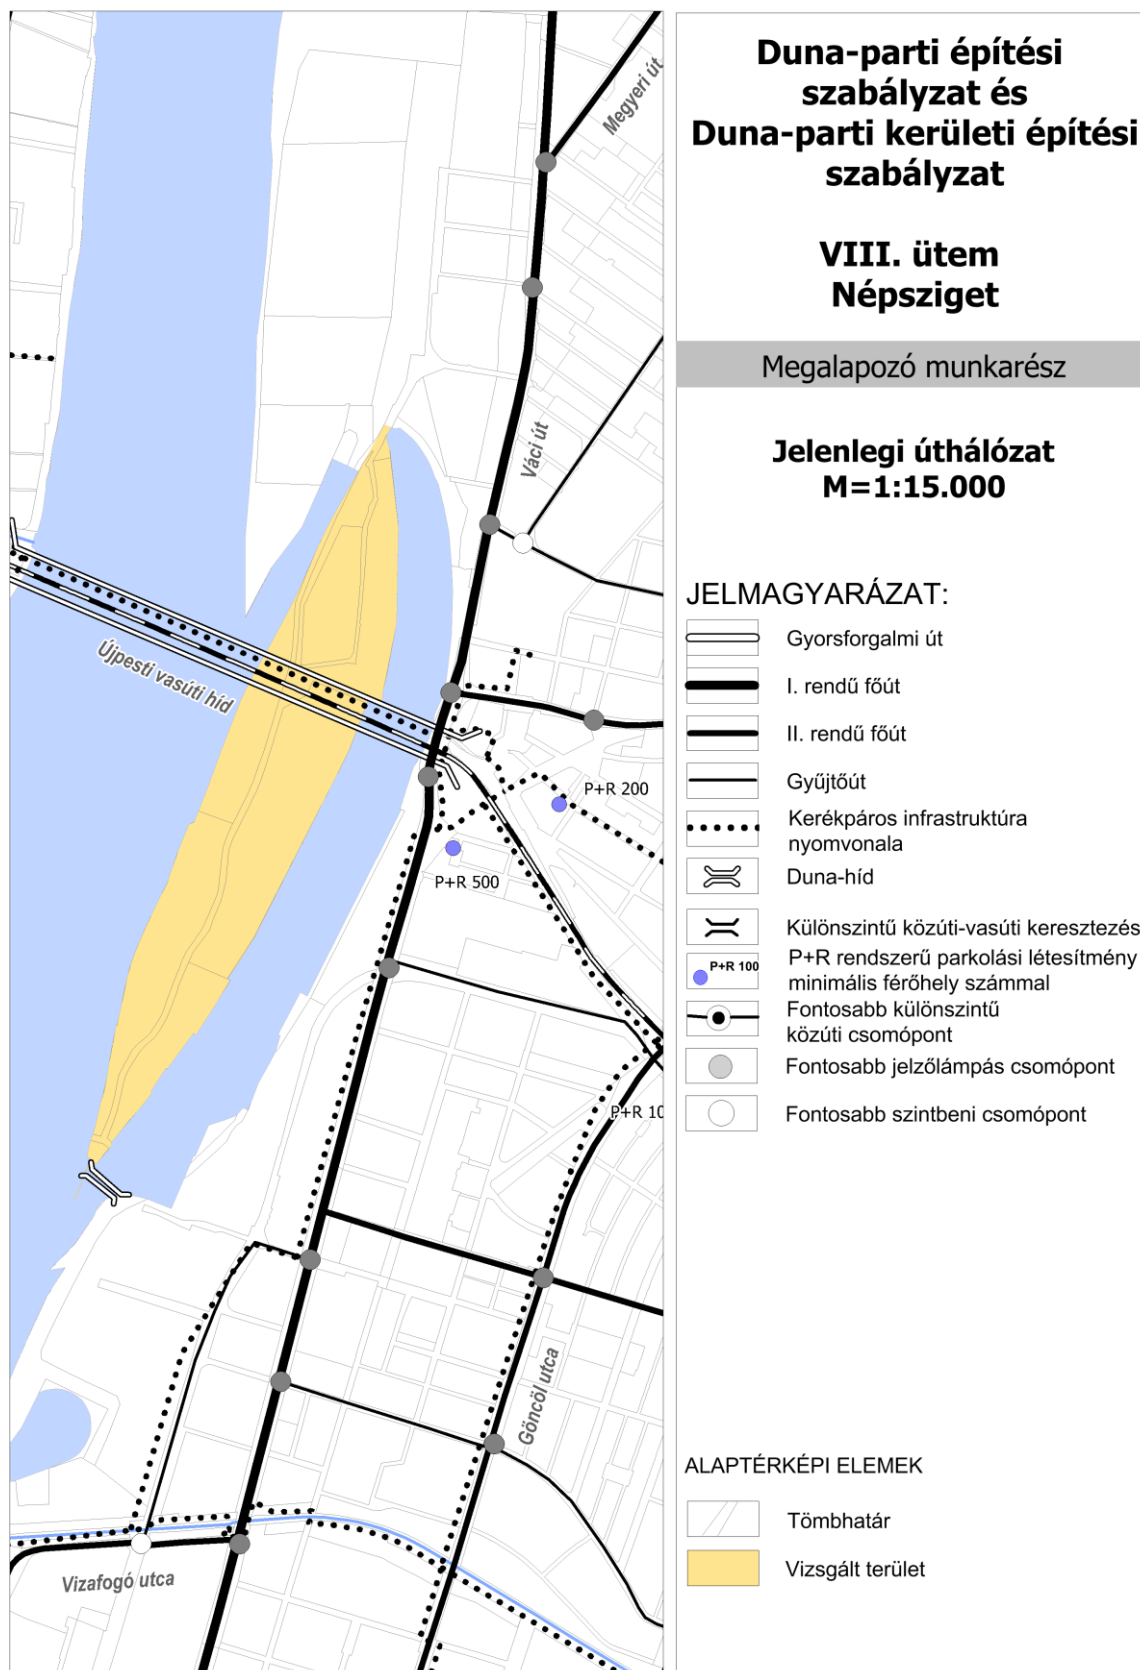 Duna-parti építési
szabályzat és
Duna-parti kerületi építési
szabályzat
VIII. ütem
Népsziget
Megalapozó munkarész
Jelenlegi úthálózat
M=1:15.000
JELMAGYARÁZAT:
Gyorsforgalmi út
I. rendű főút
II. rendű főút
Gyűjtőút
Kerékpáros infrastruktúra
nyomvonala
Duna-híd
Különszintű közúti-vasúti keresztezés
P+R 100
P+R rendszerű parkolási létesítmény
minimális férőhely számmal
Fontosabb különszintű
közúti csomópont
Fontosabb jelzőlámpás csomópont
Fontosabb szintbeni csomópont
ALAPTÉRKÉPI ELEMEK
Tömbhatár
Vizsgált terület
Megyeri út
Váci út
Újpesti vasúti híd
P+R 200
P+R 500
P+R 10
Göncöl utca
Vizafogó utca